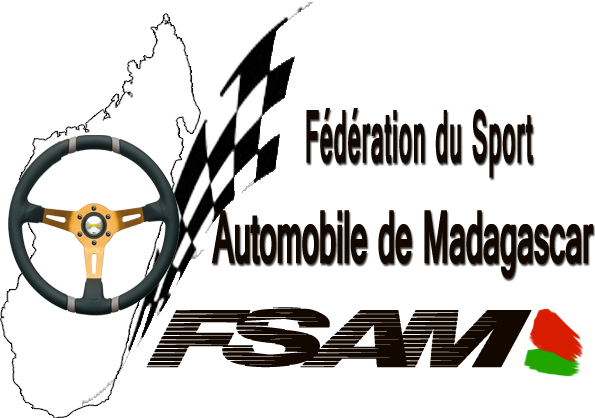 Fédération du Sport
Automobile de Madagascar
FSAM